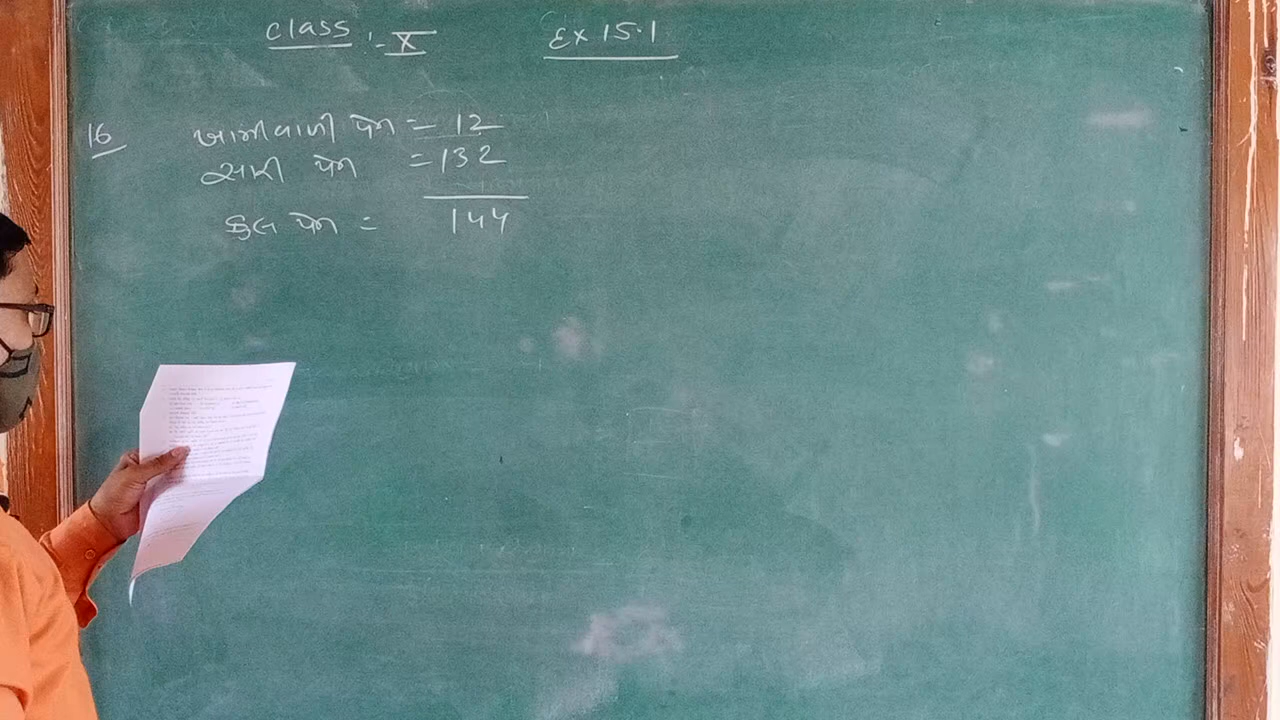 class :- X Ex 15.1
16 ખામીવાળી પેન = 12
સારી પેન = 132
કુલ પેન = 144